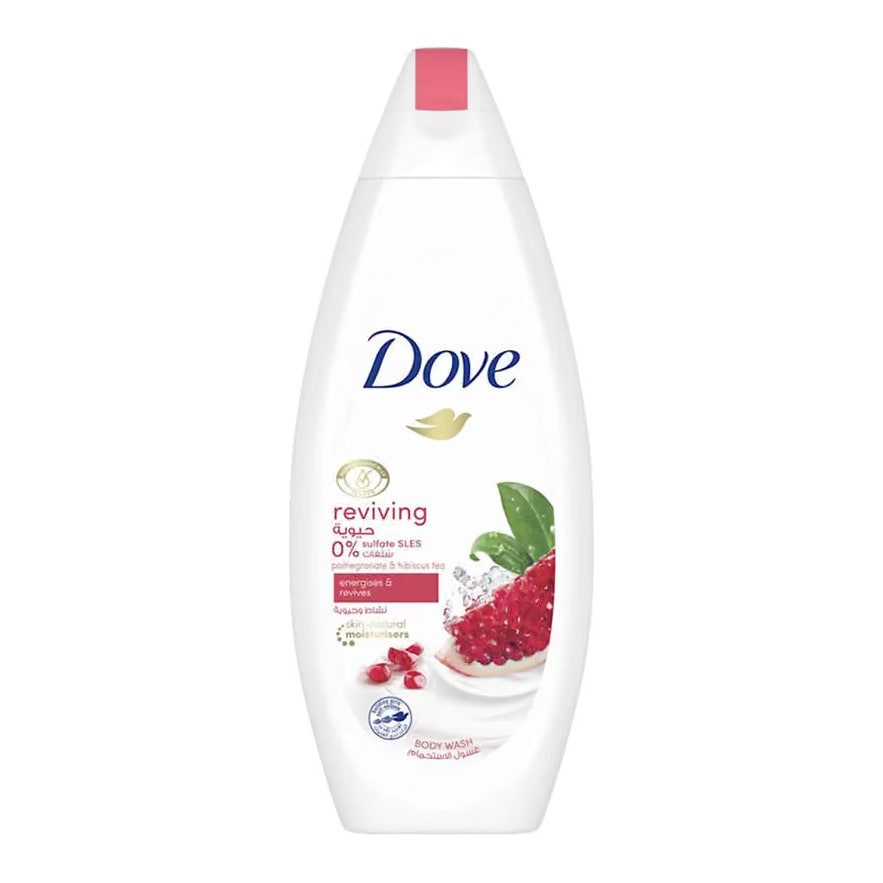 Dove
reviving
حيوية
0% sulfate SLES
سلفات
pomegranate & hibiscus tea
energises &
revives
نشاط وحيوية
skin-natural
moisturisers
BODY WASH
غسول الاستحمام